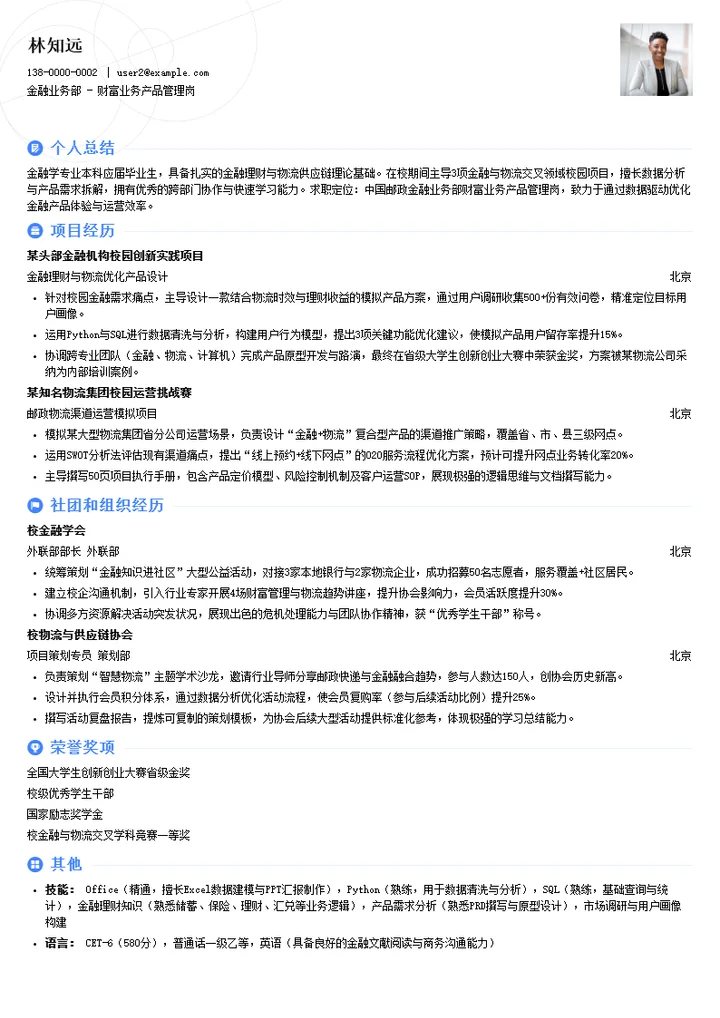 林知远
138-0000-0002 | user2@example.com
金融业务部 - 财富业务产品管理岗
个人总结
金融学专业本科应届毕业生，具备扎实的金融理财与物流供应链理论基础。在校期间主导3项金融与物流交叉领域校园项目，擅长数据分析
与产品需求拆解，拥有优秀的跨部门协作与快速学习能力。求职定位：中国邮政金融业务部财富业务产品管理岗，致力于通过数据驱动优化
金融产品体验与运营效率。
项目经历
某头部金融机构校园创新实践项目
金融理财与物流优化产品设计 北京
• 针对校园金融需求痛点，主导设计一款结合物流时效与理财收益的模拟产品方案，通过用户调研收集500+份有效问卷，精准定位目标用
户画像。
• 运用Python与SQL进行数据清洗与分析，构建用户行为模型，提出3项关键功能优化建议，使模拟产品用户留存率提升15%。
• 协调跨专业团队（金融、物流、计算机）完成产品原型开发与路演，最终在省级大学生创新创业大赛中荣获金奖，方案被某物流公司采
纳为内部培训案例。
某知名物流集团校园运营挑战赛
邮政物流渠道运营模拟项目 北京
• 模拟某大型物流集团省分公司运营场景，负责设计“金融+物流”复合型产品的渠道推广策略，覆盖省、市、县三级网点。
• 运用SWOT分析法评估现有渠道痛点，提出“线上预约+线下网点”的O2O服务流程优化方案，预计可提升网点业务转化率20%。
• 主导撰写50页项目执行手册，包含产品定价模型、风险控制机制及客户运营SOP，展现极强的逻辑思维与文档撰写能力。
社团和组织经历
校金融学会
外联部部长 外联部 北京
• 统筹策划“金融知识进社区”大型公益活动，对接3家本地银行与2家物流企业，成功招募50名志愿者，服务覆盖+社区居民。
• 建立校企沟通机制，引入行业专家开展4场财富管理与物流趋势讲座，提升协会影响力，会员活跃度提升30%。
• 协调多方资源解决活动突发状况，展现出色的危机处理能力与团队协作精神，获“优秀学生干部”称号。
校物流与供应链协会
项目策划专员 策划部 北京
• 负责策划“智慧物流”主题学术沙龙，邀请行业导师分享邮政快递与金融融合趋势，参与人数达150人，创协会历史新高。
• 设计并执行会员积分体系，通过数据分析优化活动流程，使会员复购率（参与后续活动比例）提升25%。
• 撰写活动复盘报告，提炼可复制的策划模板，为协会后续大型活动提供标准化参考，体现极强的学习总结能力。
荣誉奖项
全国大学生创新创业大赛省级金奖
校级优秀学生干部
国家励志奖学金
校金融与物流交叉学科竞赛一等奖
其他
• 技能： Office（精通，擅长Excel数据建模与PPT汇报制作），Python（熟练，用于数据清洗与分析），SQL（熟练，基础查询与统
计），金融理财知识（熟悉储蓄、保险、理财、汇兑等业务逻辑），产品需求分析（熟悉PRD撰写与原型设计），市场调研与用户画像
构建
• 语言： CET-6（580分），普通话一级乙等，英语（具备良好的金融文献阅读与商务沟通能力）